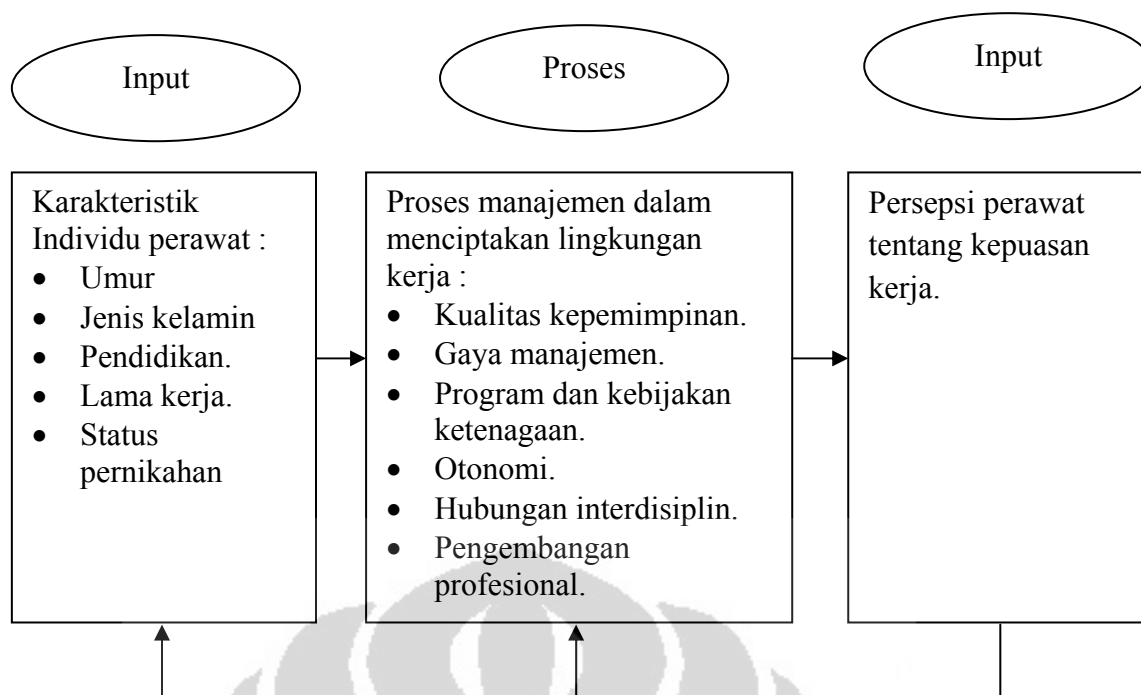 Input
Proses
Input
Karakteristik
Individu perawat :
• Umur
• Jenis kelamin
• Pendidikan.
• Lama kerja.
• Status
pernikahan
Proses manajemen dalam
menciptakan lingkungan
kerja :
• Kualitas kepemimpinan.
• Gaya manajemen.
• Program dan kebijakan
ketenagaan.
• Otonomi.
• Hubungan interdisiplin.
• Pengembangan
profesional.
Persepsi perawat
tentang kepuasan
kerja.